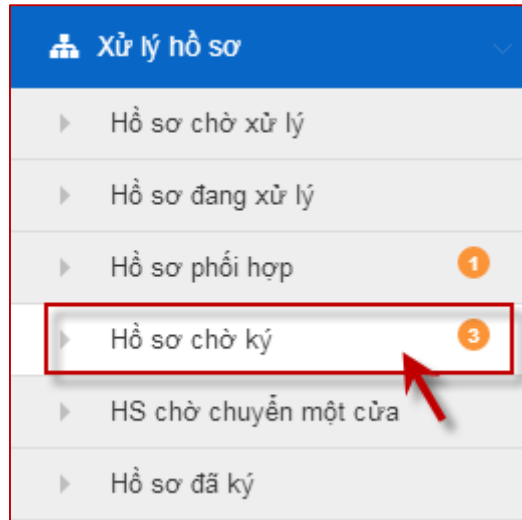 Xử lý hồ sơ
Hồ sơ chờ xử lý
Hồ sơ đang xử lý
Hồ sơ phối hợp 1
Hồ sơ chờ ký 3
HS chờ chuyển một cửa
Hồ sơ đã ký